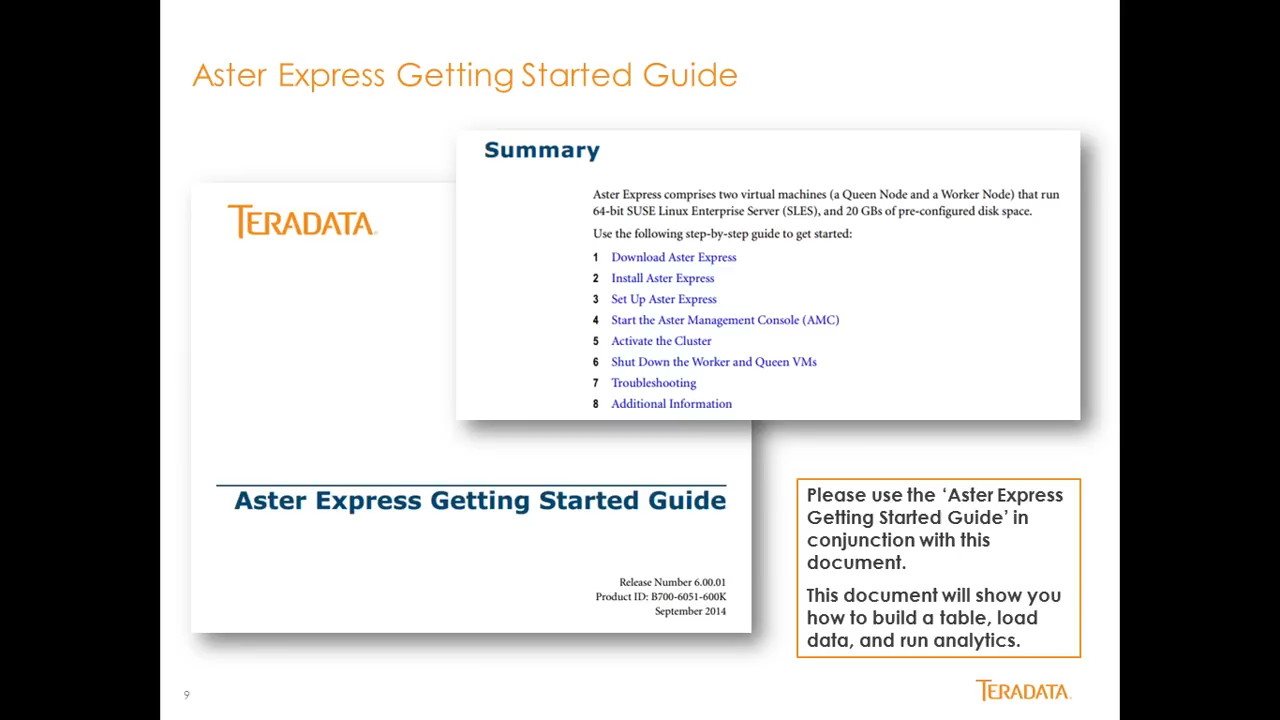 Aster Express Getting Started Guide
Summary
Aster Express comprises two virtual machines (a Queen Node and a Worker Node) that run
64-bit SUSE Linux Enterprise Server (SLES), and 20 GBs of pre-configured disk space.
Use the following step-by-step guide to get started:
1 Download Aster Express
2 Install Aster Express
3 Set Up Aster Express
4 Start the Aster Management Console (AMC)
5 Activate the Cluster
6 Shut Down the Worker and Queen VMs
7 Troubleshooting
8 Additional Information
TERADATA
Aster Express Getting Started Guide
Release Number 6.00.01
Product ID: B700-6051-600K
September 2014
Please use the ‘Aster Express
Getting Started Guide’ in
conjunction with this
document.
This document will show you
how to build a table, load
data, and run analytics.
9
TERADATA